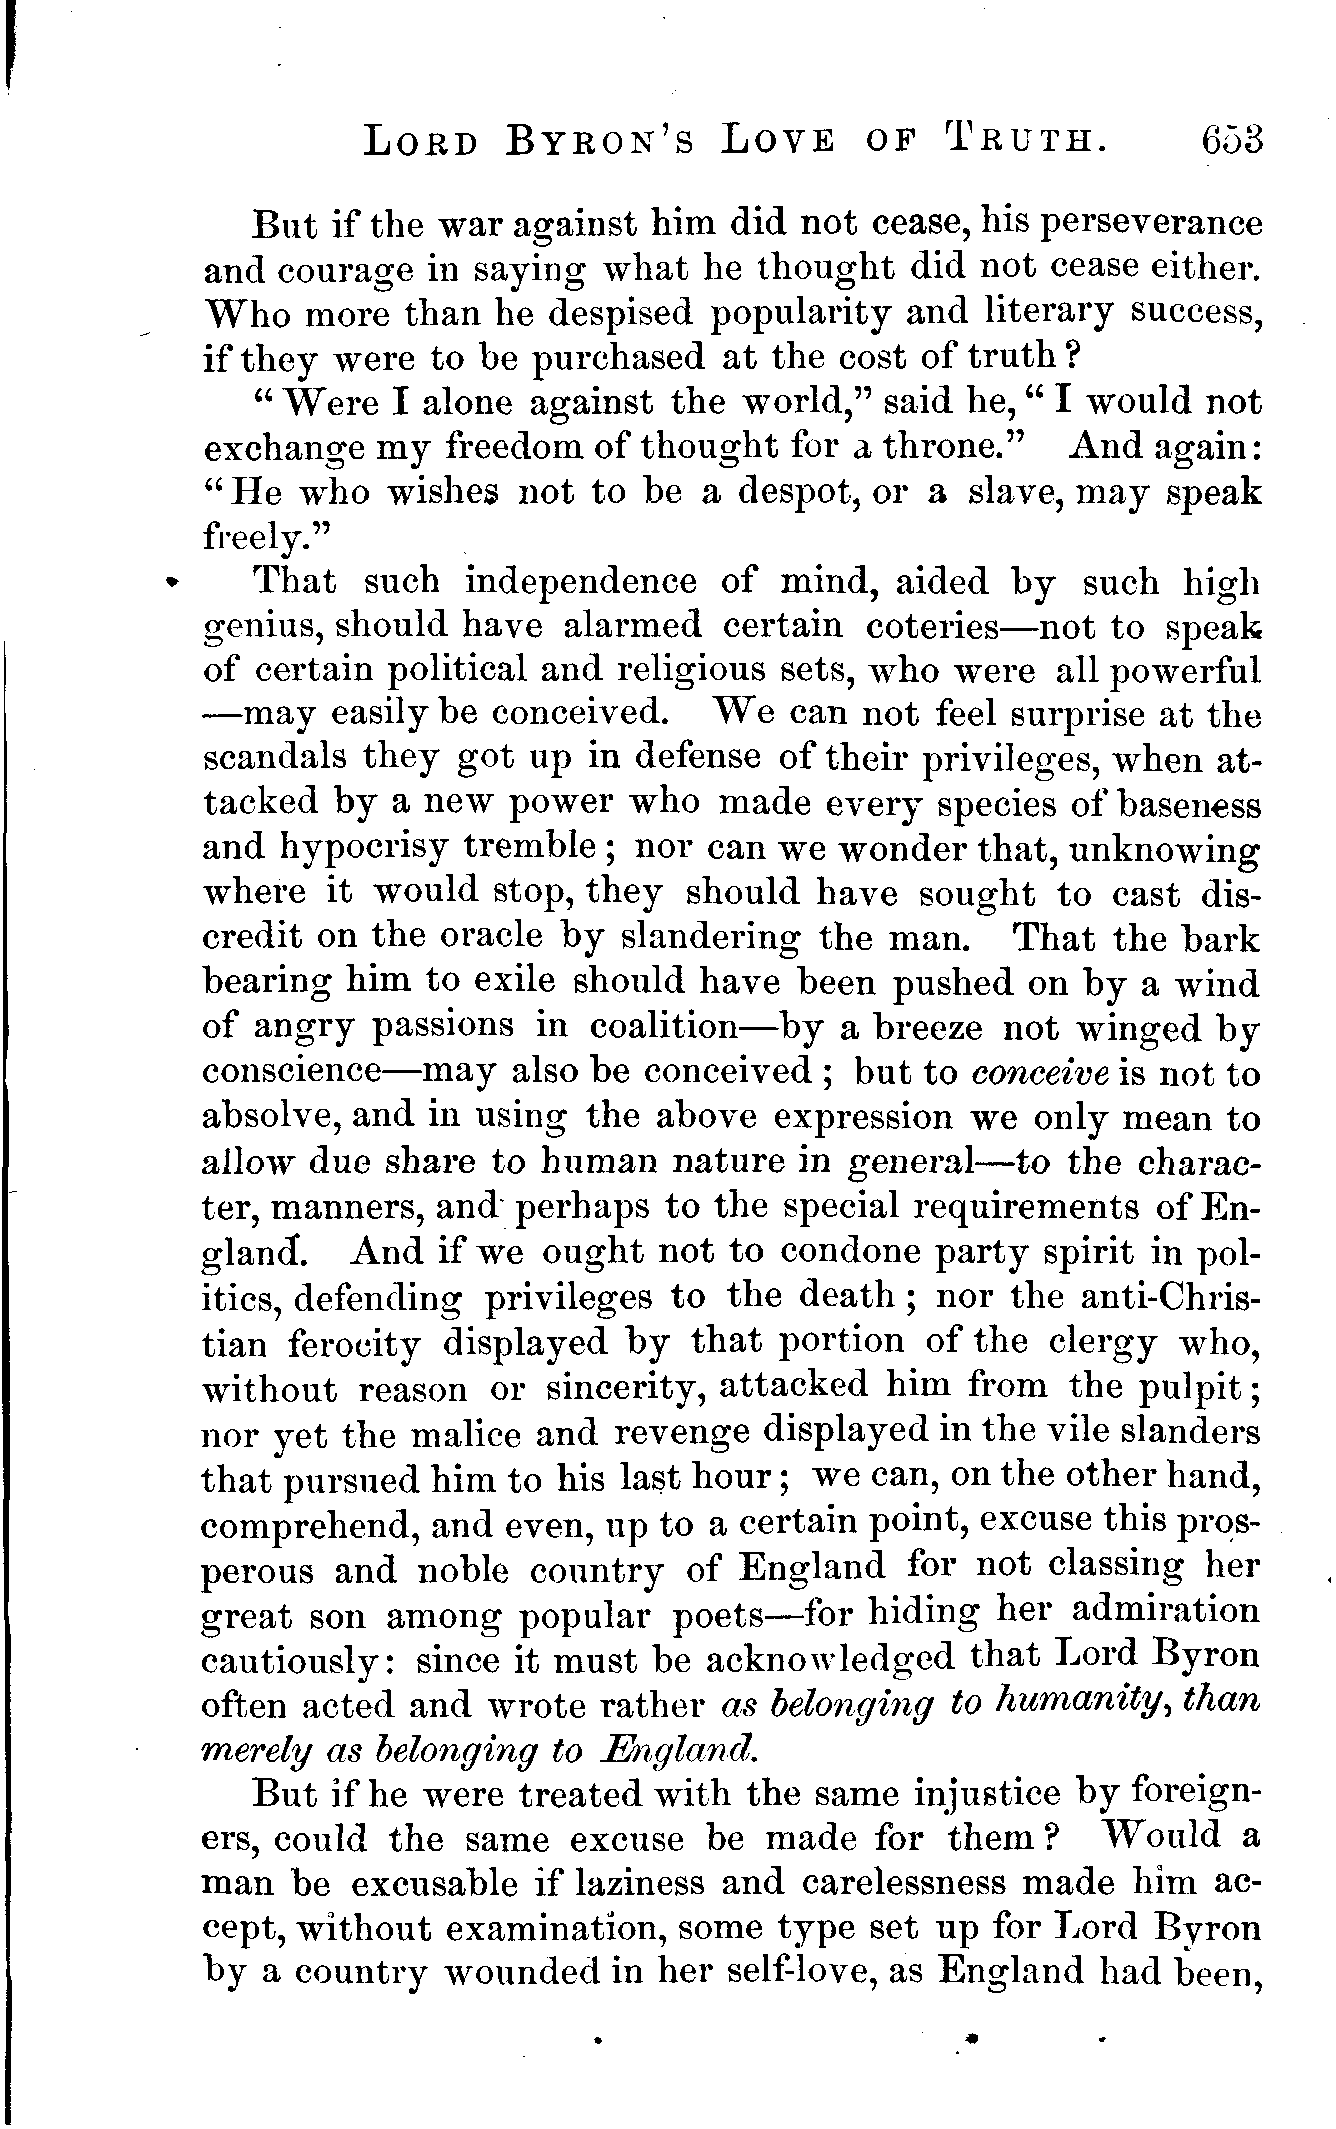 LORD BYRON'S LOVE OF TRUTH. 653
But if the war against him did not cease, his perseverance
and courage in saying what he thought did not cease either.
Who more than he despised popularity and literary success,
if they were to be purchased at the cost of truth?
"Were I alone against the world," said he, "I would not
exchange my freedom of thought for a throne." And again:
"He who wishes not to be a despot, or a slave, may speak
freely."
That such independence of mind, aided by such high
genius, should have alarmed certain coteries—not to speak
of certain political and religious sets, who were all powerful
—may easily be conceived. We can not feel surprise at the
scandals they got up in defense of their privileges, when at-
tacked by a new power who made every species of baseness
and hypocrisy tremble; nor can we wonder that, unknowing
where it would stop, they should have sought to cast dis-
credit on the oracle by slandering the man. That the bark
bearing him to exile should have been pushed on by a wind
of angry passions in coalition—by a breeze not winged by
conscience—may also be conceived; but to conceive is not to
absolve, and in using the above expression we only mean to
allow due share to human nature in general—to the charac-
ter, manners, and perhaps to the special requirements of En-
gland. And if we ought not to condone party spirit in pol-
itics, defending privileges to the death; nor the anti-Chris-
tian ferocity displayed by that portion of the clergy who,
without reason or sincerity, attacked him from the pulpit;
nor yet the malice and revenge displayed in the vile slanders
that pursued him to his last hour; we can, on the other hand,
comprehend, and even, up to a certain point, excuse this pros-
perous and noble country of England for not classing her
great son among popular poets—for hiding her admiration
cautiously: since it must be acknowledged that Lord Byron
often acted and wrote rather as belonging to humanity, than
merely as belonging to England.
But if he were treated with the same injustice by foreign-
ers, could the same excuse be made for them? Would a
man be excusable if laziness and carelessness made him ac-
cept, without examination, some type set up for Lord Byron
by a country wounded in her self-love, as England had been,